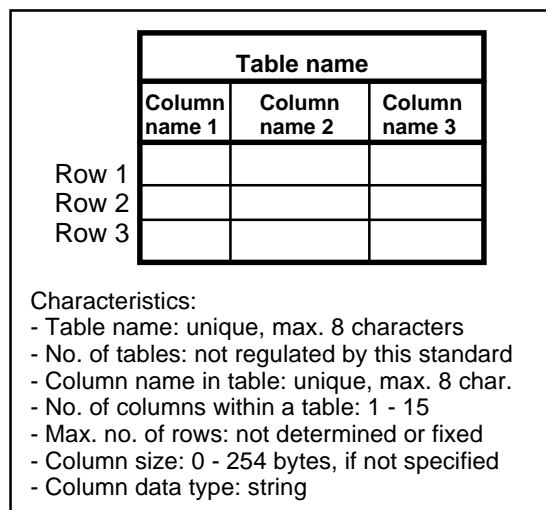 Table name
Column name 1
Column name 2
Column name 3
Row 1
Row 2
Row 3
Characteristics:
- Table name: unique, max. 8 characters
- No. of tables: not regulated by this standard
- Column name in table: unique, max. 8 char.
- No. of columns within a table: 1 - 15
- Max. no. of rows: not determined or fixed
- Column size: 0 - 254 bytes, if not specified
- Column data type: string